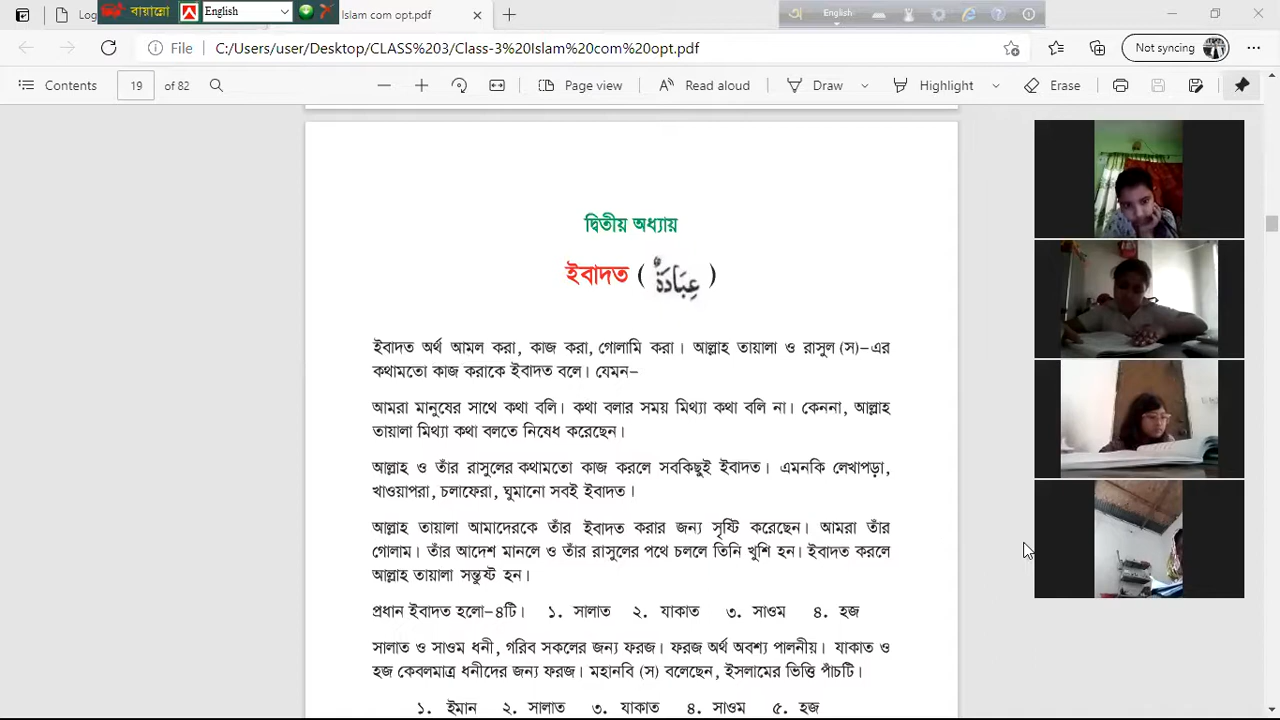 বায়ান্নো
English
Log
Islam com opt.pdf
English
File
C:/Users/user/Desktop/CLASS%203/Class-3%20Islam%20com%20opt.pdf
Not syncing
Contents
19 of 82
Page view
Read aloud
Draw
Highlight
Erase
দ্বিতীয় অধ্যায়
ইবাদত ( عِبَادَةٌ )
ইবাদত অর্থ আমল করা, কাজ করা, গোলামি করা। আল্লাহ তায়ালা ও রাসুল (স)-এর
কথামতো কাজ করাকে ইবাদত বলে। যেমন-
আমরা মানুষের সাথে কথা বলি। কথা বলার সময় মিথ্যা কথা বলি না। কেননা, আল্লাহ
তায়ালা মিথ্যা কথা বলতে নিষেধ করেছেন।
আল্লাহ ও তাঁর রাসুলের কথামতো কাজ করলে সবকিছুই ইবাদত। এমনকি লেখাপড়া,
খাওয়াপরা, চলাফেরা, ঘুমানো সবই ইবাদত।
আল্লাহ তায়ালা আমাদেরকে তাঁর ইবাদত করার জন্য সৃষ্টি করেছেন। আমরা তাঁর
গোলাম। তাঁর আদেশ মানলে ও তাঁর রাসুলের পথে চললে তিনি খুশি হন। ইবাদত করলে
আল্লাহ তায়ালা সন্তুষ্ট হন।
প্রধান ইবাদত হলো-৪টি। ১. সালাত ২. যাকাত ৩. সাওম ৪. হজ
সালাত ও সাওম ধনী, গরিব সকলের জন্য ফরজ। ফরজ অর্থ অবশ্য পালনীয়। যাকাত ও
হজ কেবলমাত্র ধনীদের জন্য ফরজ। মহানবি (স) বলেছেন, ইসলামের ভিত্তি পাঁচটি।
১. ইমান ২. সালাত ৩. যাকাত ৪. সাওম ৫. হজ